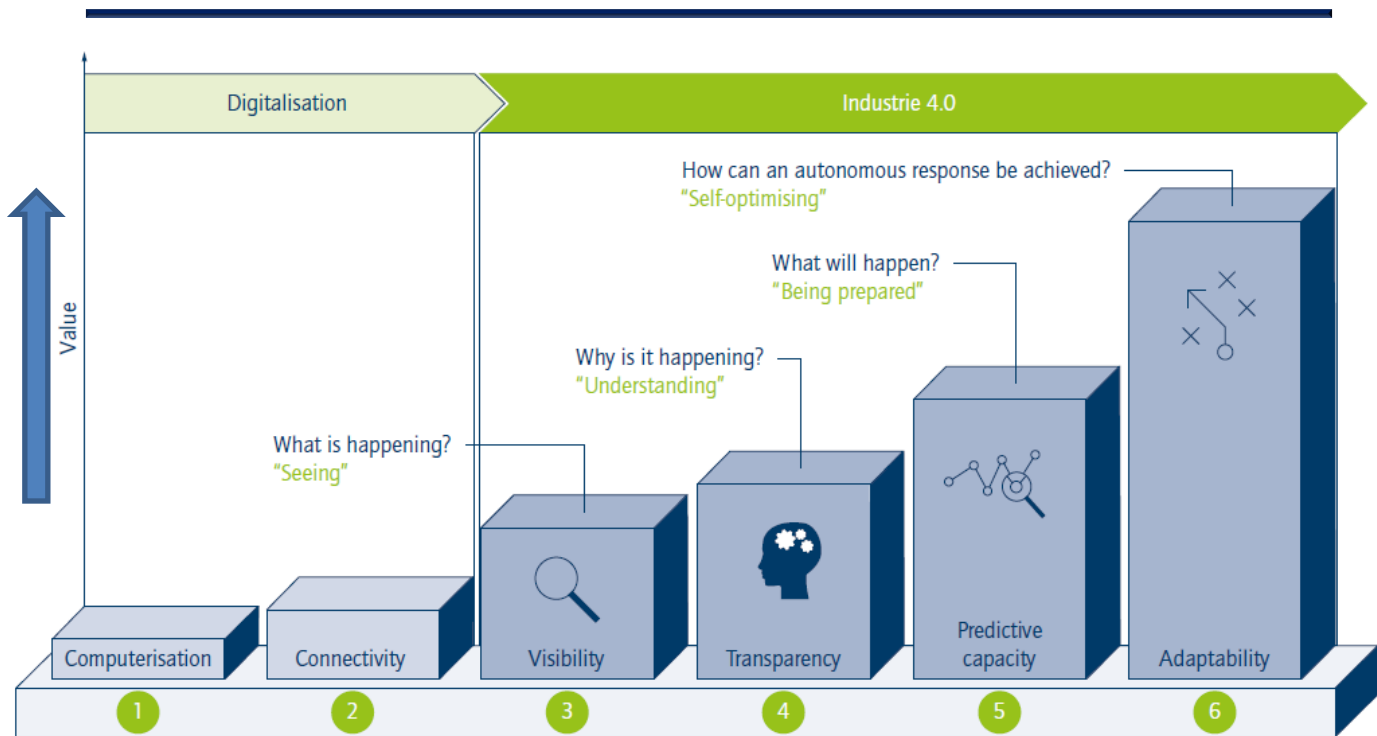 Digitalisation
Industrie 4.0
How can an autonomous response be achieved?
“Self-optimising”
What will happen?
“Being prepared”
Value
Why is it happening?
“Understanding”
What is happening?
“Seeing”
Computerisation
Connectivity
Visibility
Transparency
Predictive
capacity
Adaptability
1
2
3
4
5
6